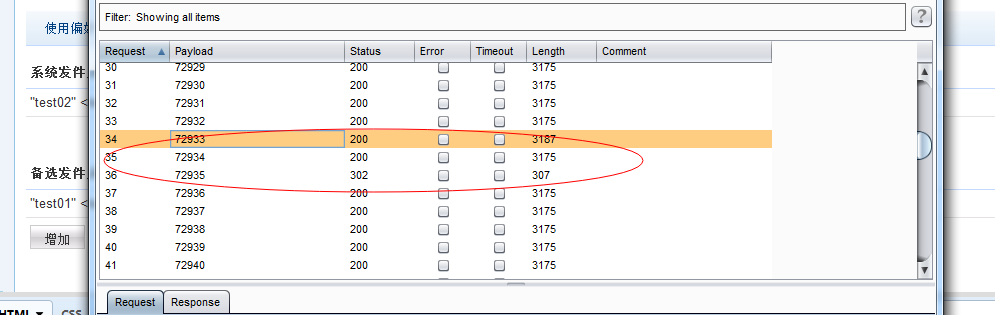 Filter: Showing all items
?
使用偏好
系统发件
"test02" <
备选发件
"test01" <
增加
HTML
CSS
Request Payload Status Error Timeout Length Comment
30 72929 200 3175
31 72930 200 3175
32 72931 200 3175
33 72932 200 3175
34 72933 200 3187
35 72934 200 3175
36 72935 302 307
37 72936 200 3175
38 72937 200 3175
39 72938 200 3175
40 72939 200 3175
41 72940 200 3175
Request Response